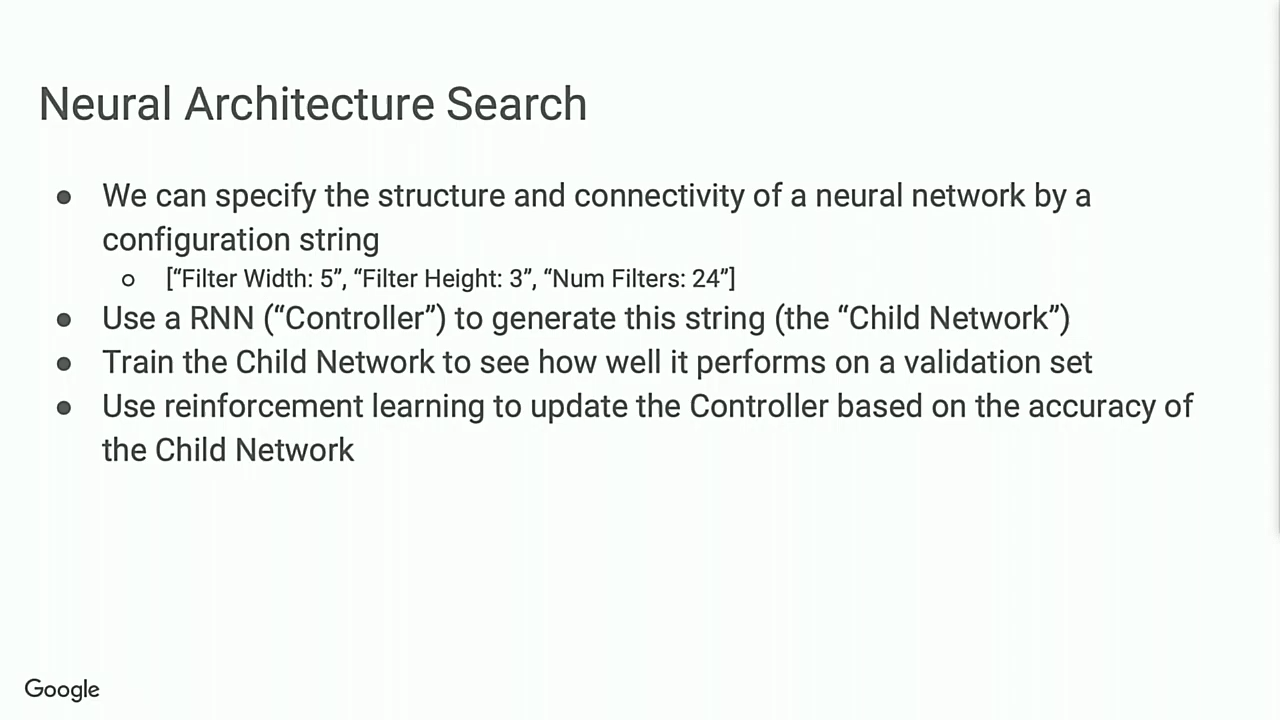 Neural Architecture Search
● We can specify the structure and connectivity of a neural network by a
configuration string
○ [“Filter Width: 5”, “Filter Height: 3”, “Num Filters: 24”]
● Use a RNN (“Controller”) to generate this string (the “Child Network”)
● Train the Child Network to see how well it performs on a validation set
● Use reinforcement learning to update the Controller based on the accuracy of
the Child Network
Google